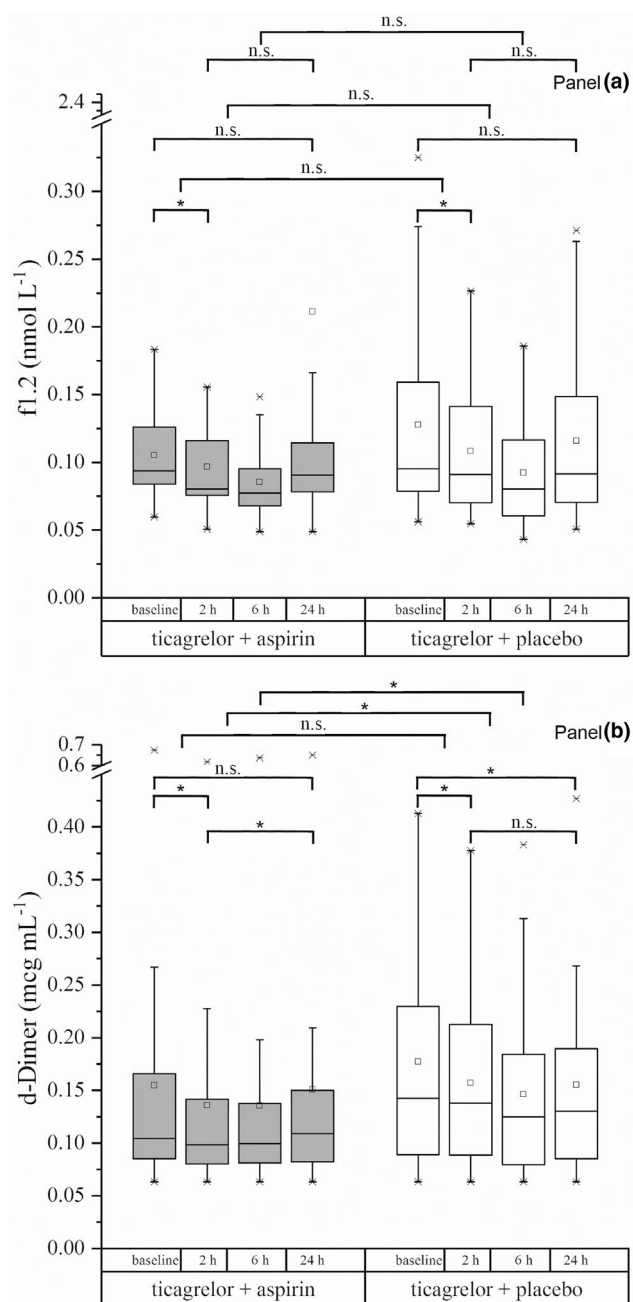 n.s.
n.s. n.s.
Panel (a)
2.4
n.s.
n.s. n.s.
0.30
n.s.
* *
0.25
0.20
0.15
0.10
0.05
0.00
f1.2 (nmol L⁻¹)
baseline 2 h 6 h 24 h baseline 2 h 6 h 24 h
ticagrelor + aspirin ticagrelor + placebo
*
*
n.s.
Panel (b)
0.7
0.6
n.s. *
* *
* n.s.
0.40
0.35
0.30
0.25
0.20
0.15
0.10
0.05
0.00
d-Dimer (mcg mL⁻¹)
baseline 2 h 6 h 24 h baseline 2 h 6 h 24 h
ticagrelor + aspirin ticagrelor + placebo